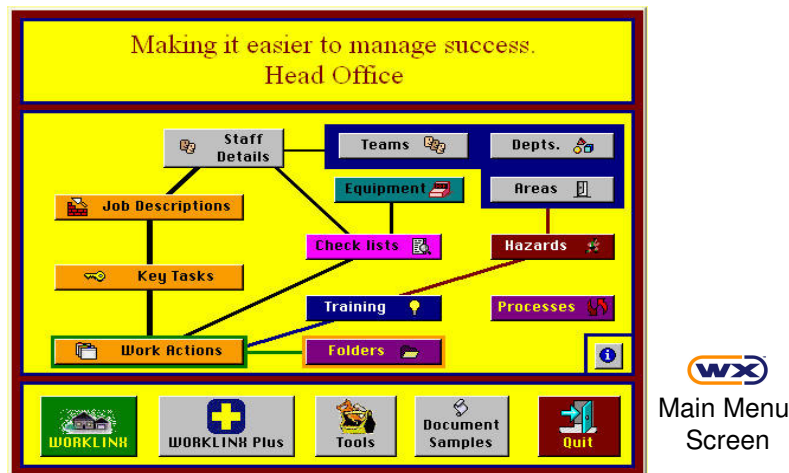 Making it easier to manage success.
Head Office
Staff
Details
Teams
Depts.
Equipment
Areas
Job Descriptions
Check lists
Hazards
Key Tasks
Training
Processes
Work Actions
Folders
WORKLINX
WORKLINX Plus
Tools
Document
Samples
Quit
wx
Main Menu
Screen